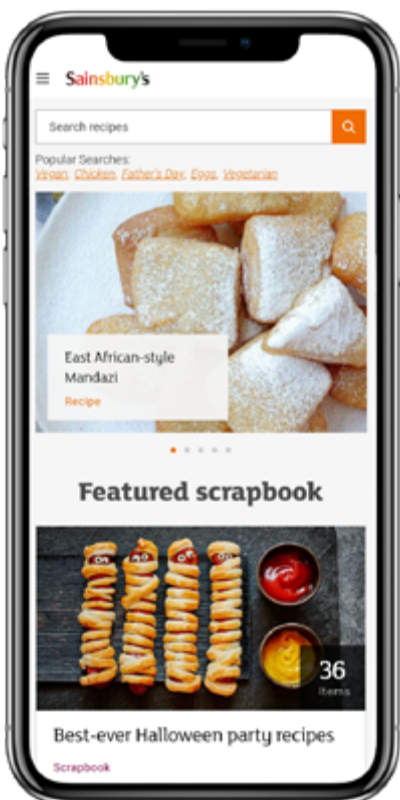 Sainsbury's
Search recipes
Popular Searches:
Vegan, Chicken, Father's Day, Eggs, Vegetarian
East African-style
Mandazi
Recipe
Featured scrapbook
36
Items
Best-ever Halloween party recipes
Scrapbook